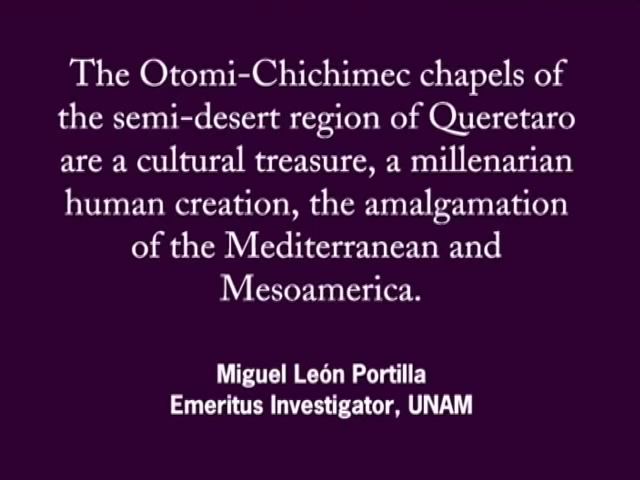 The Otomi-Chichimec chapels of
the semi-desert region of Queretaro
are a cultural treasure, a millenarian
human creation, the amalgamation
of the Mediterranean and
Mesoamerica.
Miguel León Portilla
Emeritus Investigator, UNAM